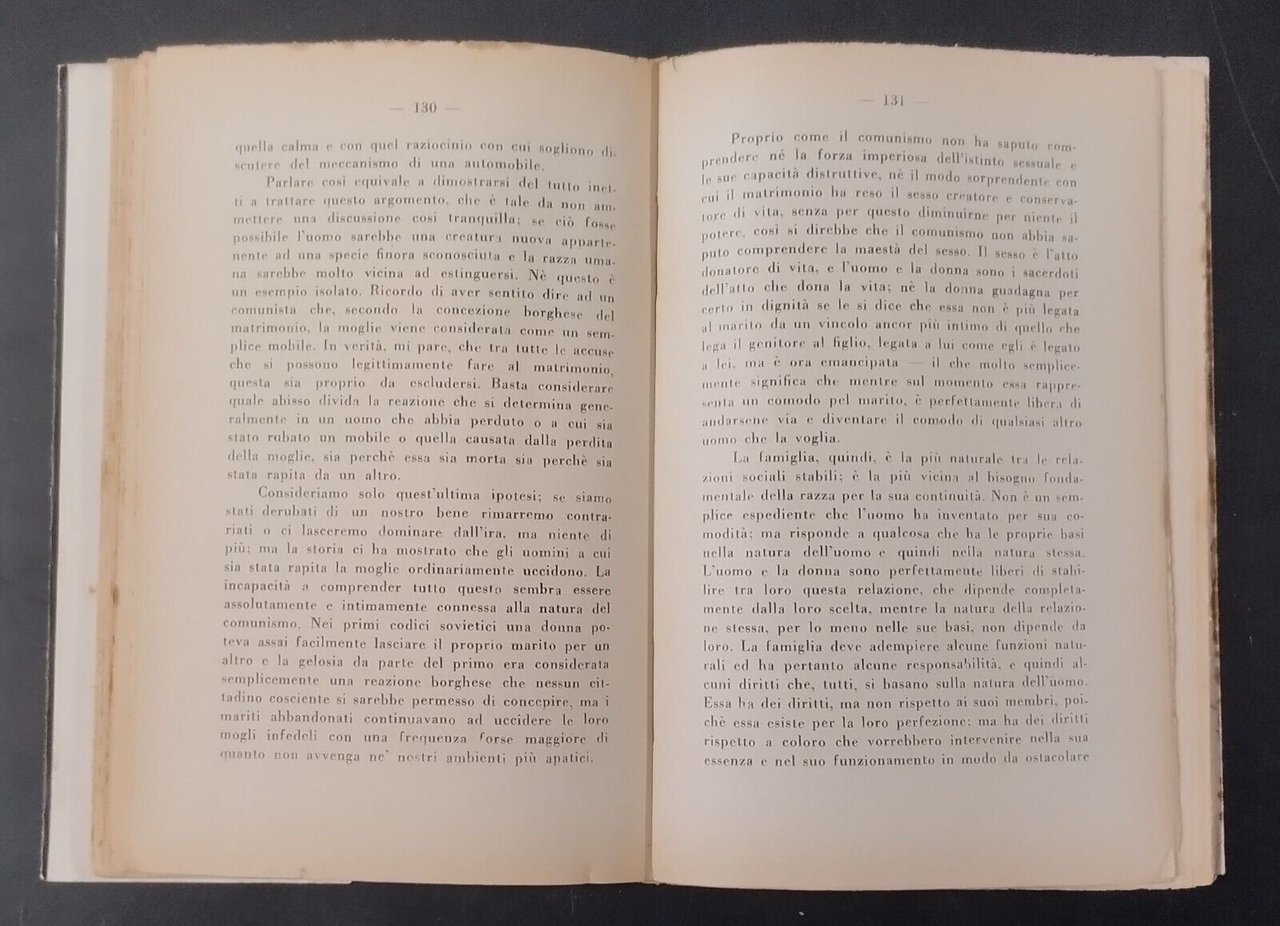 — 130 —
quella calma e con quel raziocinio con cui sogliono di-
scutere del meccanismo di una automobile.
Parlare così equivale a dimostrarsi del tutto inet-
ti a trattare questo argomento, che è tale da non am-
mettere una discussione così tranquilla; se ciò fosse
possibile l'uomo sarebbe una creatura nuova apparte-
nente ad una specie finora sconosciuta e la razza uma-
na sarebbe molto vicina ad estinguersi. Nè questo è
un esempio isolato. Ricordo di aver sentito dire ad un
comunista che, secondo la concezione borghese del
matrimonio, la moglie viene considerata come un sem-
plice mobile. In verità, mi pare, che tra tutte le accuse
che si possono legittimamente fare al matrimonio,
questa sia proprio da escludersi. Basta considerare
quale abisso divida la reazione che si determina gene-
ralmente in un uomo che abbia perduto o a cui sia
stato rubato un mobile o quella causata dalla perdita
della moglie, sia perchè essa sia morta sia perchè sia
stata rapita da un altro.
Consideriamo solo quest'ultima ipotesi; se siamo
stati derubati di un nostro bene rimarremo contra-
riati o ci lasceremo dominare dall'ira, ma niente di
più; ma la storia ci ha mostrato che gli uomini a cui
sia stata rapita la moglie ordinariamente uccidono. La
incapacità a comprender tutto questo sembra essere
assolutamente e intimamente connessa alla natura del
comunismo. Nei primi codici sovietici una donna po-
teva assai facilmente lasciare il proprio marito per un
altro e la gelosia da parte del primo era considerata
semplicemente una reazione borghese che nessun cit-
tadino cosciente si sarebbe permesso di concepire, ma i
mariti abbandonati continuavano ad uccidere le loro
mogli infedeli con una frequenza forse maggiore di
quanto non avvenga ne' nostri ambienti più apatici.
— 131 —
Proprio come il comunismo non ha saputo com-
prendere né la forza imperiosa dell'istinto sessuale e
le sue capacità distruttive, nè il modo sorprendente con
cui il matrimonio ha reso il sesso creatore e conserva-
tore di vita, senza per questo diminuirne per niente il
potere, così si direbbe che il comunismo non abbia sa-
puto comprendere la maestà del sesso. Il sesso è l'atto
donatore di vita, e l'uomo e la donna sono i sacerdoti
dell'atto che dona la vita; nè la donna guadagna per
certo in dignità se le si dice che essa non è più legata
al marito da un vincolo ancor più intimo di quello che
lega il genitore al figlio, legata a lui come egli è legato
a lei, ma è ora emancipata — il che molto semplice-
mente significa che mentre sul momento essa rappre-
senta un comodo pel marito, è perfettamente libera di
andarsene via e diventare il comodo di qualsiasi altro
uomo che la voglia.
La famiglia, quindi, è la più naturale tra le rela-
zioni sociali stabili; è la più vicina al bisogno fonda-
mentale della razza per la sua continuità. Non è un sem-
plice espediente che l'uomo ha inventato per sua co-
modità; ma risponde a qualcosa che ha le proprie basi
nella natura dell'uomo e quindi nella natura stessa.
L'uomo e la donna sono perfettamente liberi di stabi-
lire tra loro questa relazione, che dipende completa-
mente dalla loro scelta, mentre la natura della relazio-
ne stessa, per lo meno nelle sue basi, non dipende da
loro. La famiglia deve adempiere alcune funzioni natu-
rali ed ha pertanto alcune responsabilità, e quindi al-
cuni diritti che, tutti, si basano sulla natura dell'uomo.
Essa ha dei diritti, ma non rispetto ai suoi membri, poi-
chè essa esiste per la loro perfezione; ma ha dei diritti
rispetto a coloro che vorrebbero intervenire nella sua
essenza e nel suo funzionamento in modo da ostacolare